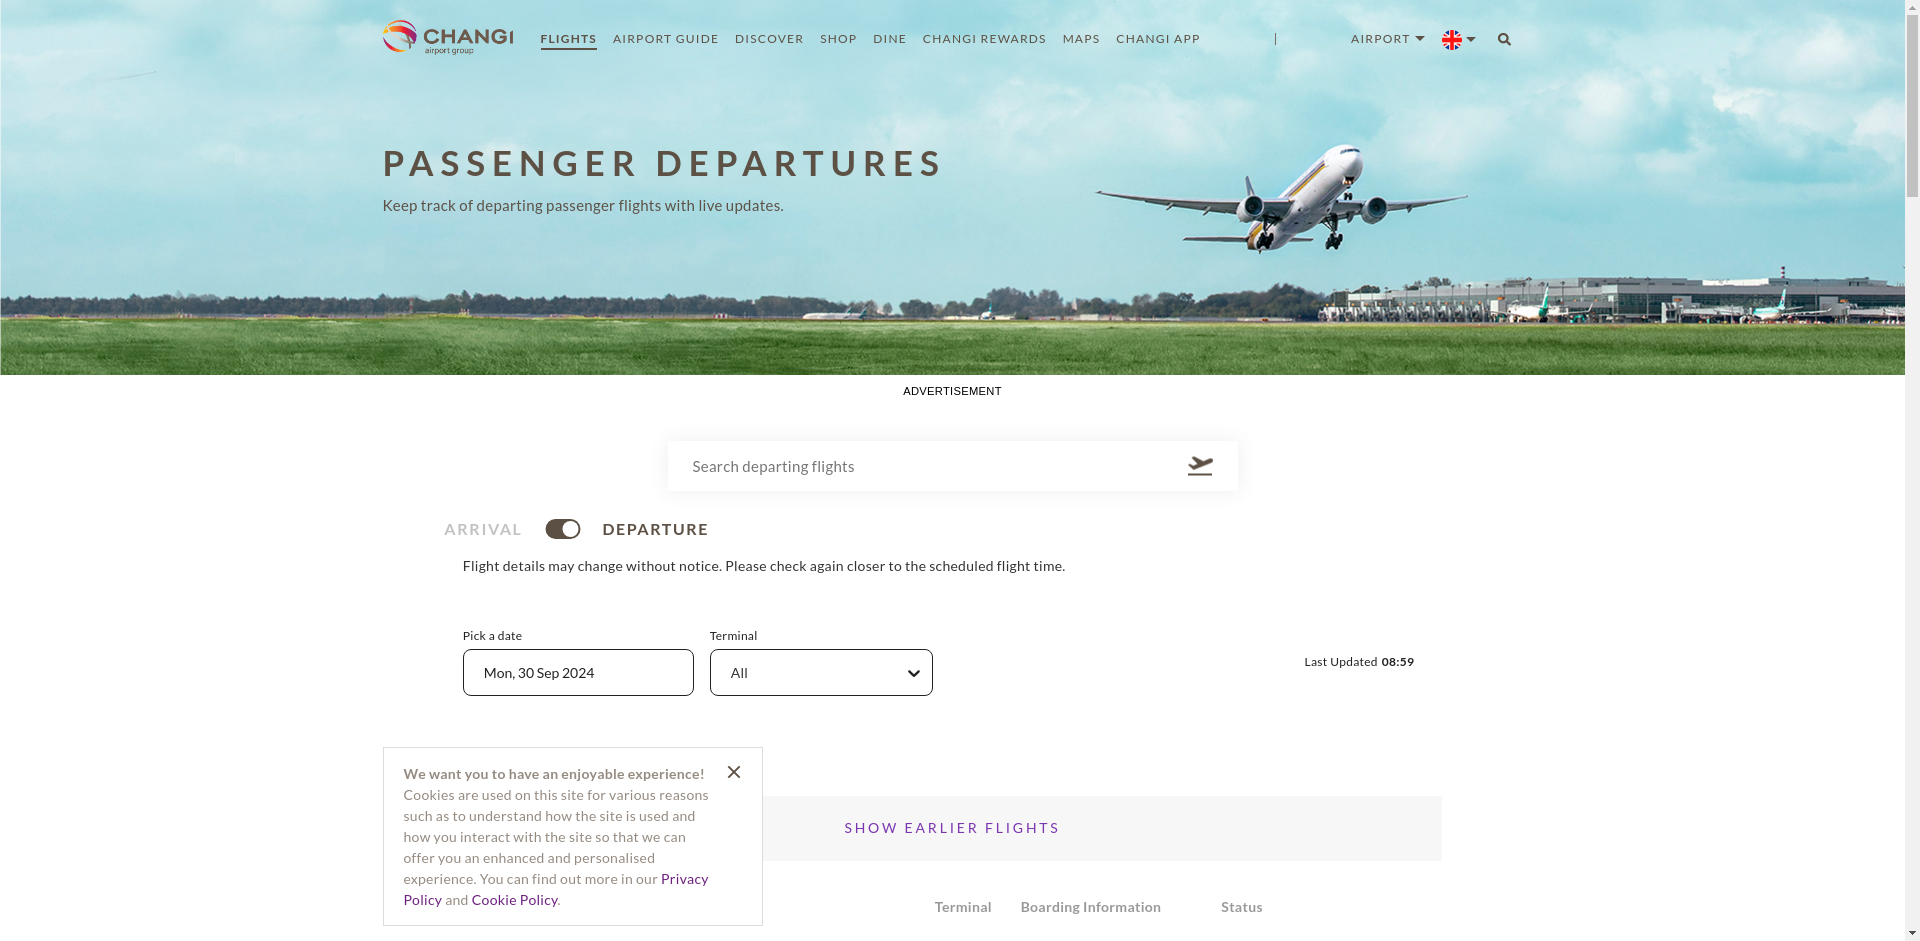 CHANGI
airport group
FLIGHTS AIRPORT GUIDE DISCOVER SHOP DINE CHANGI REWARDS MAPS CHANGI APP | AIRPORT
PASSENGER DEPARTURES
Keep track of departing passenger flights with live updates.
ADVERTISEMENT
Search departing flights
ARRIVAL DEPARTURE
Flight details may change without notice. Please check again closer to the scheduled flight time.
Pick a date Terminal
Last Updated 08:59
Mon, 30 Sep 2024 All
We want you to have an enjoyable experience!
Cookies are used on this site for various reasons
such as to understand how the site is used and
how you interact with the site so that we can
offer you an enhanced and personalised
experience. You can find out more in our Privacy
Policy and Cookie Policy.
SHOW EARLIER FLIGHTS
Terminal Boarding Information Status